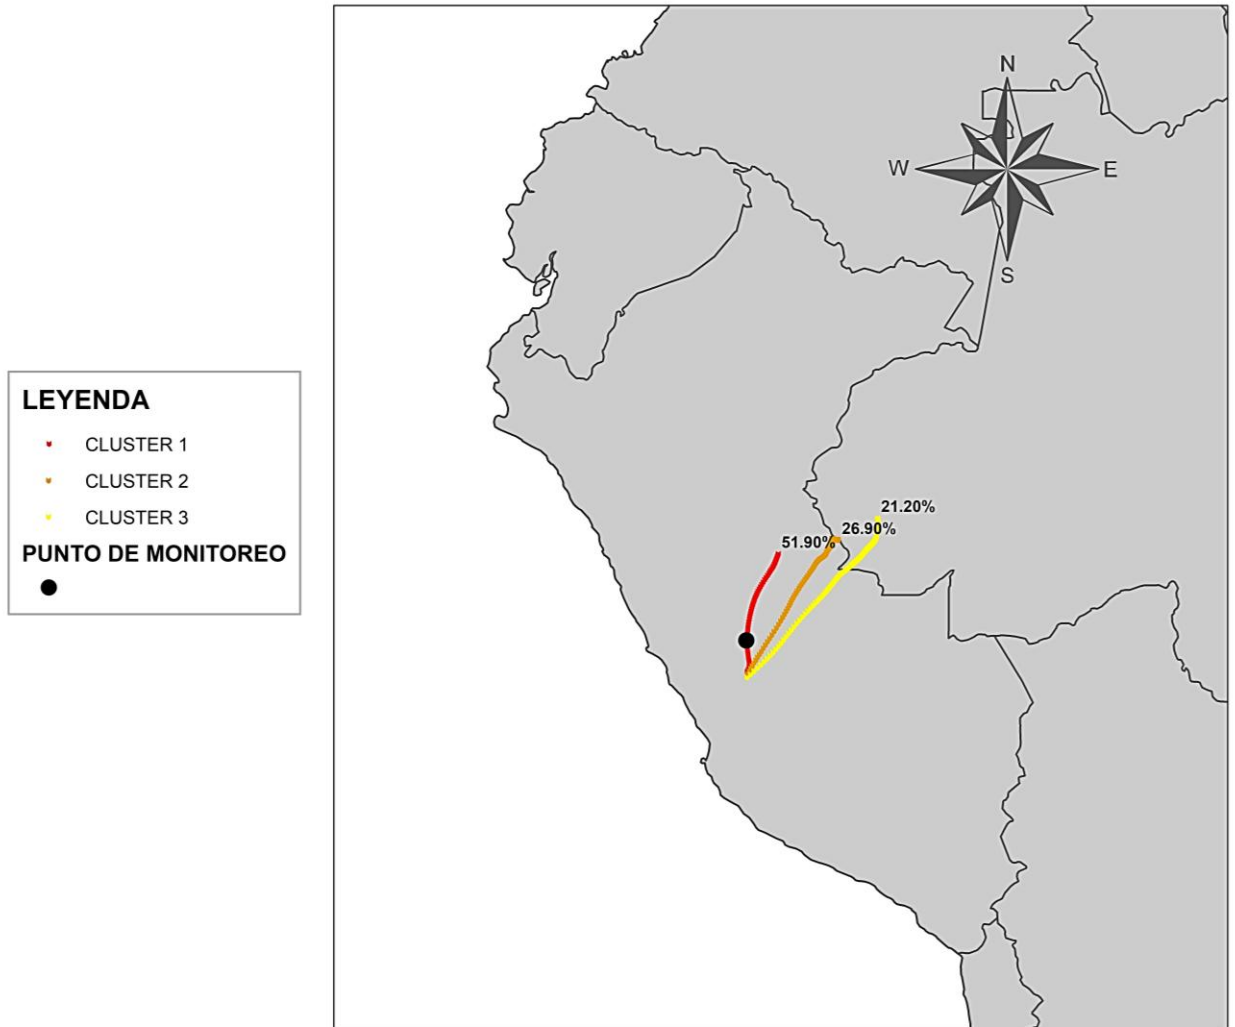 N
W
E
S
LEYENDA
CLUSTER 1
CLUSTER 2
CLUSTER 3
PUNTO DE MONITOREO
21.20%
26.90%
51.90%